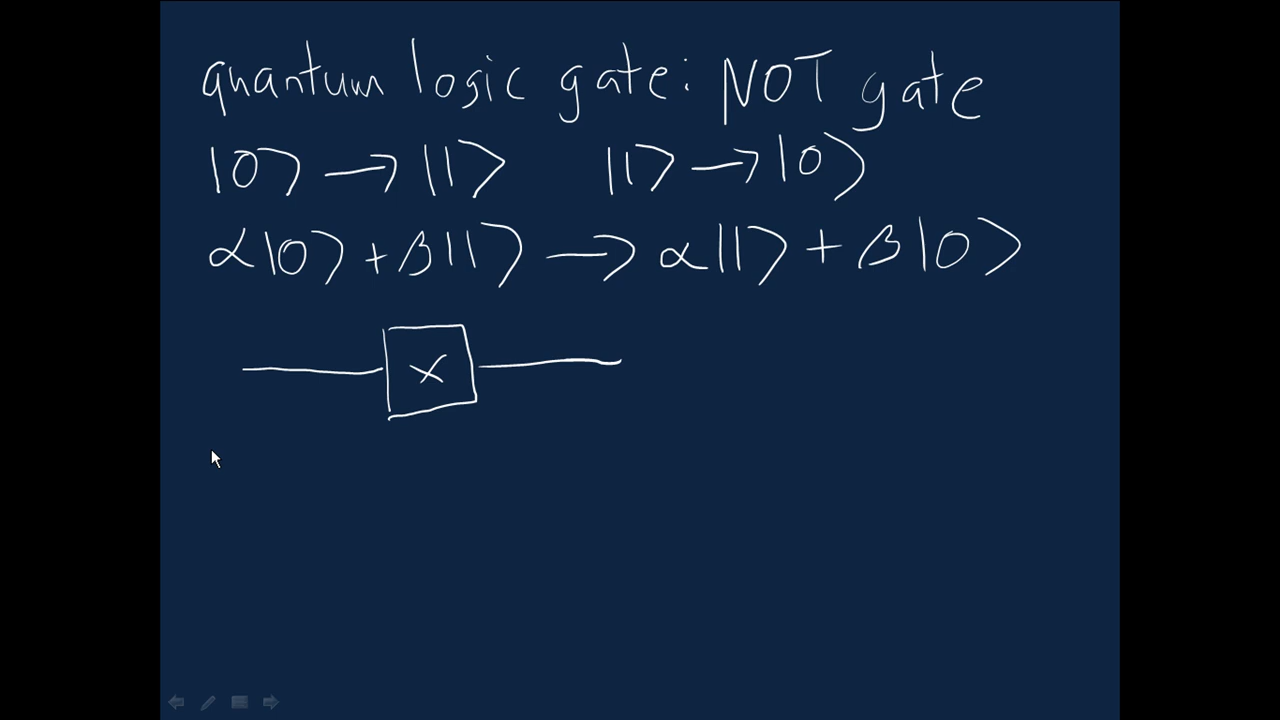 quantum logic gate: NOT gate
|0⟩ → |1⟩ |1⟩ → |0⟩
α|0⟩ + β|1⟩ → α|1⟩ + β|0⟩
X